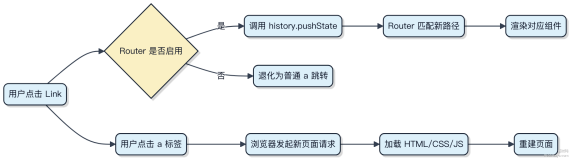 用户点击 Link
Router 是否启用
是
调用 history.pushState
Router 匹配新路径
渲染对应组件
否
退化为普通 a 跳转
用户点击 a 标签
浏览器发起新页面请求
加载 HTML/CSS/JS
重建页面